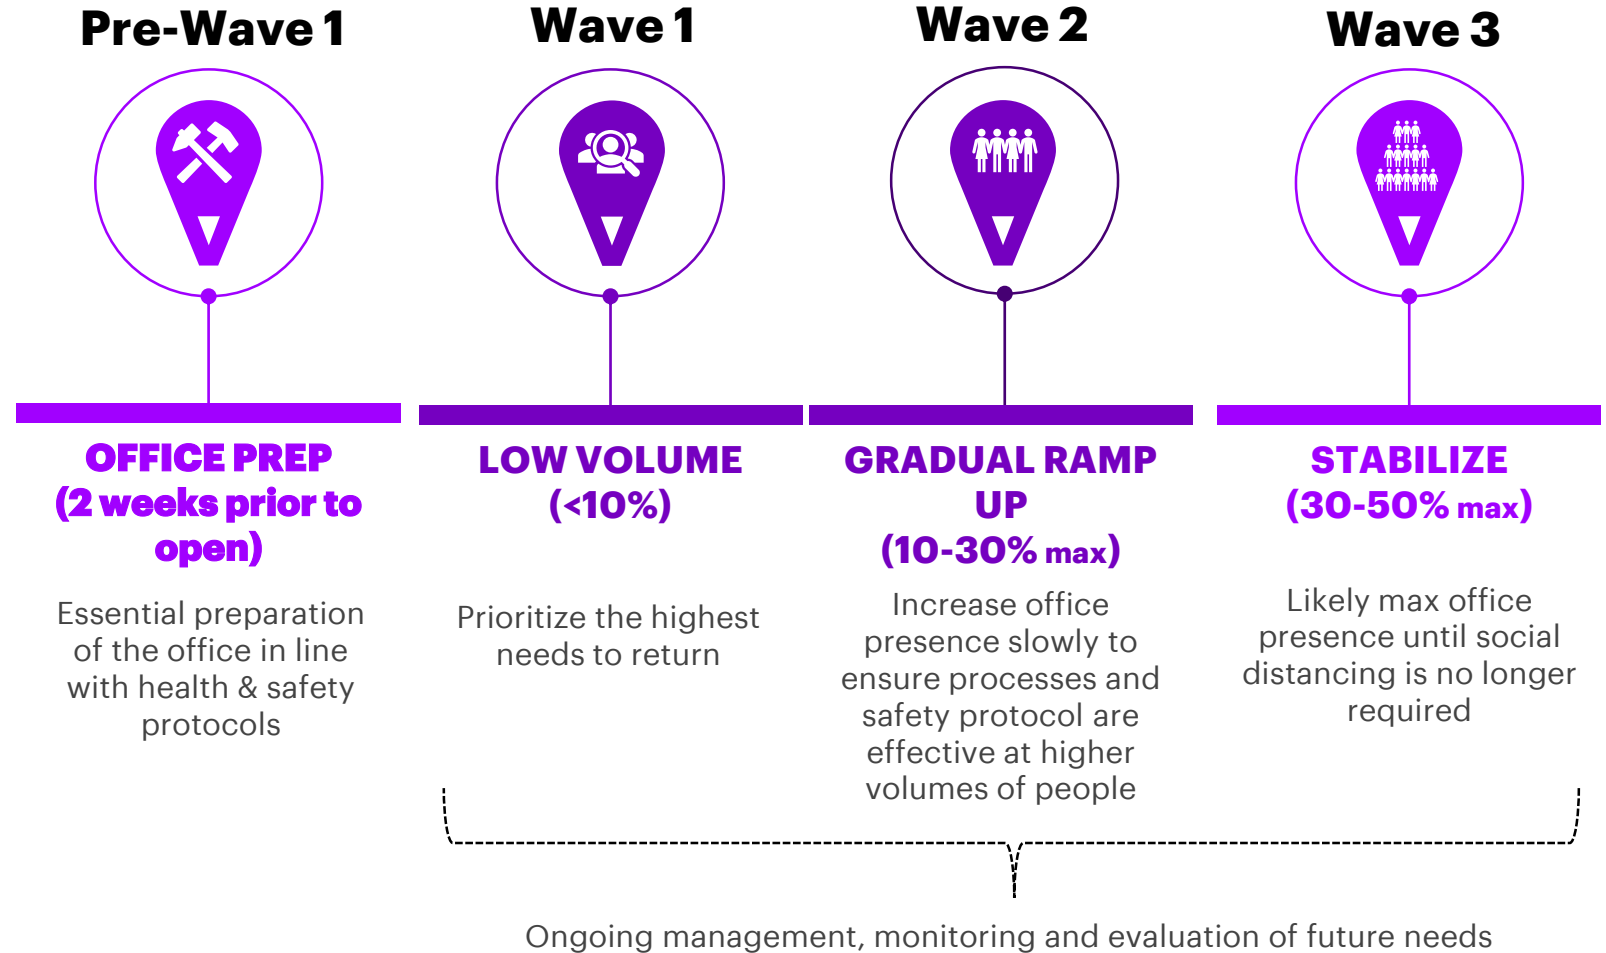 Pre-Wave 1
OFFICE PREP
(2 weeks prior to
open)
Essential preparation
of the office in line
with health & safety
protocols
Wave 1
LOW VOLUME
(<10%)
Prioritize the highest
needs to return
Wave 2
GRADUAL RAMP
UP
(10-30% max)
Increase office
presence slowly to
ensure processes and
safety protocol are
effective at higher
volumes of people
Wave 3
STABILIZE
(30-50% max)
Likely max office
presence until social
distancing is no longer
required
Ongoing management, monitoring and evaluation of future needs